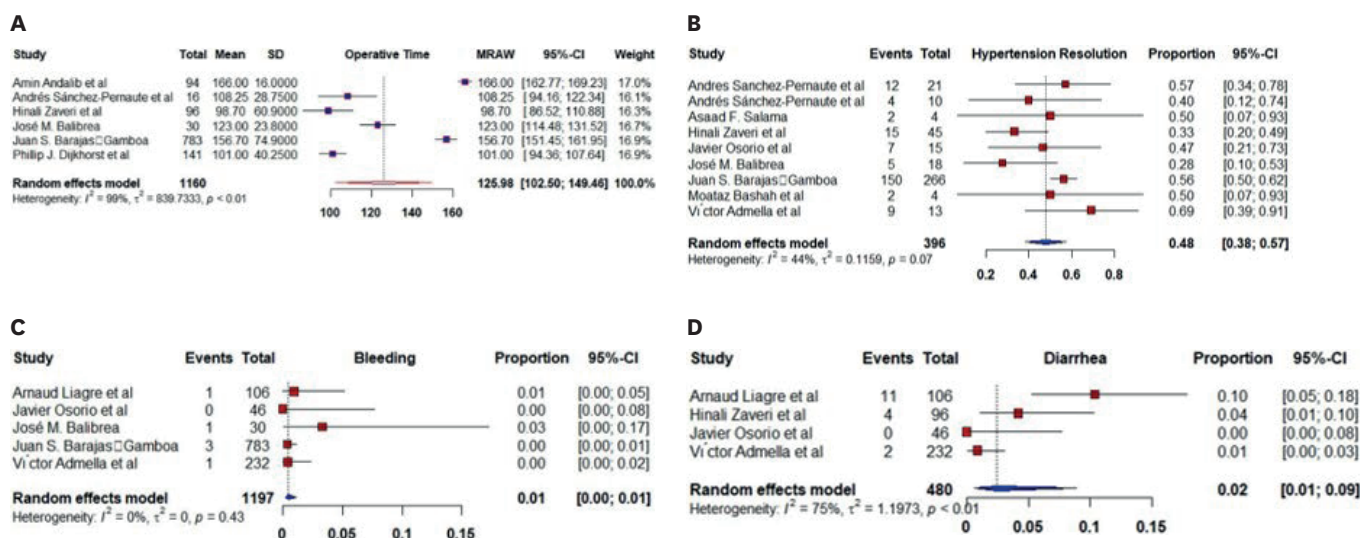 A
Study Total Mean SD Operative Time MRAW 95%-CI Weight
Amin Andalib et al 94 166.00 16.0000 166.00 [162.77; 169.23] 17.0%
Andrés Sánchez-Pernaute et al 16 108.25 28.7500 108.25 [94.16; 122.34] 16.1%
Hinali Zaveri et al 96 98.70 60.9000 98.70 [86.52; 110.88] 16.3%
José M. Balibrea 30 123.00 23.8000 123.00 [114.48; 131.52] 16.7%
Juan S. Barajas□Gamboa 783 156.70 74.9000 156.70 [151.45; 161.95] 16.9%
Phillip J. Dijkhorst et al 141 101.00 40.2500 101.00 [94.36; 107.64] 16.9%
Random effects model 1160 125.98 [102.50; 149.46] 100.0%
Heterogeneity: I² = 99%, τ² = 839.7333, p < 0.01
100 120 140 160
B
Study Events Total Hypertension Resolution Proportion 95%-CI
Andres Sanchez-Pernaute et al 12 21 0.57 [0.34; 0.78]
Andrés Sánchez-Pernaute et al 4 10 0.40 [0.12; 0.74]
Asaad F. Salama 2 4 0.50 [0.07; 0.93]
Hinali Zaveri et al 15 45 0.33 [0.20; 0.49]
Javier Osorio et al 7 15 0.47 [0.21; 0.73]
José M. Balibrea 5 18 0.28 [0.10; 0.53]
Juan S. Barajas□Gamboa 150 266 0.56 [0.50; 0.62]
Moataz Bashah et al 2 4 0.50 [0.07; 0.93]
Vı́ctor Admella et al 9 13 0.69 [0.39; 0.91]
Random effects model 396 0.48 [0.38; 0.57]
Heterogeneity: I² = 44%, τ² = 0.1159, p = 0.07
0.2 0.4 0.6 0.8
C
Study Events Total Bleeding Proportion 95%-CI
Arnaud Liagre et al 1 106 0.01 [0.00; 0.05]
Javier Osorio et al 0 46 0.00 [0.00; 0.08]
José M. Balibrea 1 30 0.03 [0.00; 0.17]
Juan S. Barajas□Gamboa 3 783 0.00 [0.00; 0.01]
Vı́ctor Admella et al 1 232 0.00 [0.00; 0.02]
Random effects model 1197 0.01 [0.00; 0.01]
Heterogeneity: I² = 0%, τ² = 0, p = 0.43
0 0.05 0.1 0.15
D
Study Events Total Diarrhea Proportion 95%-CI
Arnaud Liagre et al 11 106 0.10 [0.05; 0.18]
Hinali Zaveri et al 4 96 0.04 [0.01; 0.10]
Javier Osorio et al 0 46 0.00 [0.00; 0.08]
Vı́ctor Admella et al 2 232 0.01 [0.00; 0.03]
Random effects model 480 0.02 [0.01; 0.09]
Heterogeneity: I² = 75%, τ² = 1.1973, p < 0.01
0 0.05 0.1 0.15